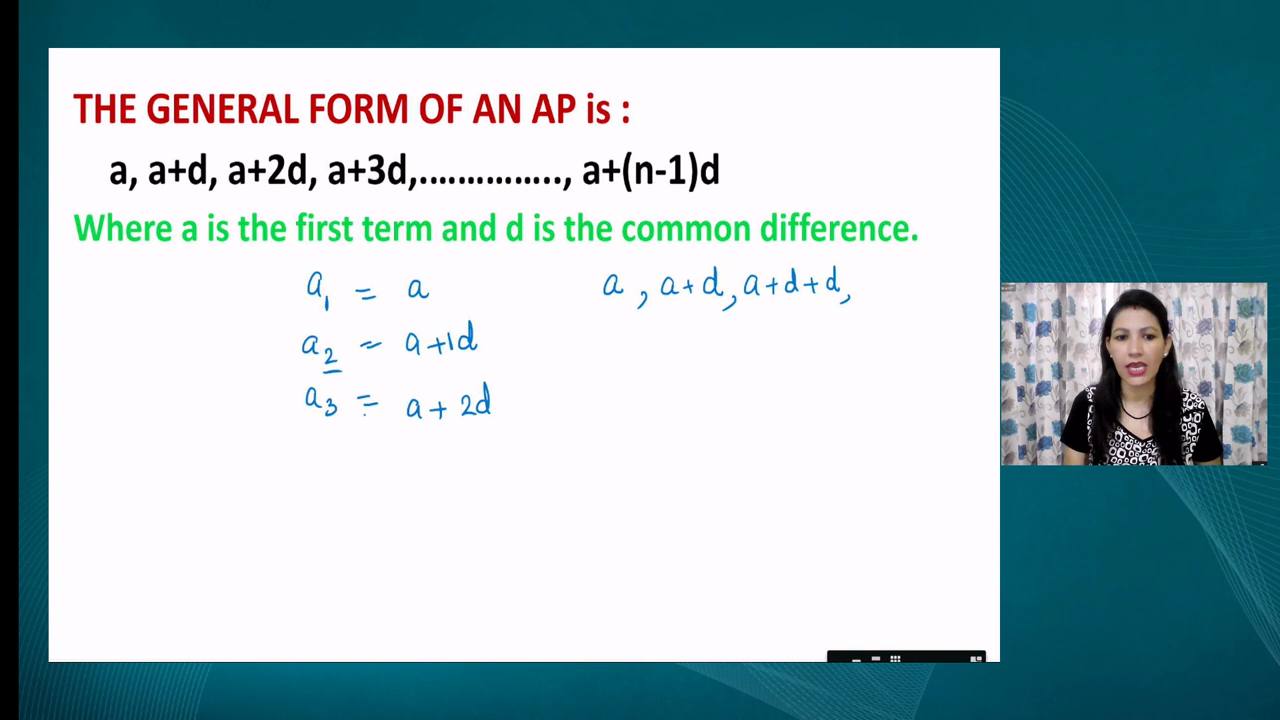 THE GENERAL FORM OF AN AP is :
a, a+d, a+2d, a+3d,..............., a+(n-1)d
Where a is the first term and d is the common difference.
a₁ = a
a , a+d, a+d+d,
a₂ = a+1d
a₃ = a+2d